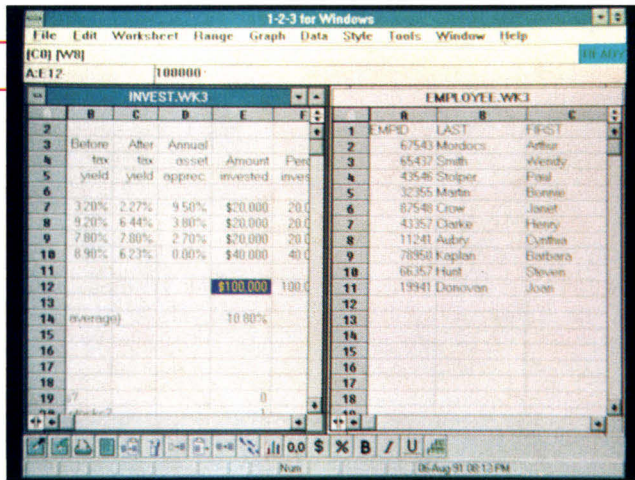 1-2-3 for Windows
File Edit Worksheet Range Graph Data Style Tools Window Help
[C0] [W8] READY
A:E12 100000
INVEST.WK3
A B C D E F
2
3 Before After Annual
4 tax tax asset Amount Perc
5 yield yield apprec. invested inves
6
7 3.20% 2.27% 9.50% $20,000 20.0
8 9.20% 6.44% 3.80% $20,000 20.0
9 7.80% 7.80% 2.70% $20,000 20.0
10 8.90% 6.23% 0.00% $40,000 40.0
11
12 $100,000 100.0
13
14 average) 10.80%
15
16
17
18
19 s? 0
EMPLOYEE.WK3
A A B C
1 EMPID LAST FIRST
2 67543 Mordocs Arthur
3 65437 Smith Wendy
4 43546 Stolper Paul
5 32355 Martin Bonnie
6 87548 Crow Janet
7 43357 Clarke Henry
8 11241 Aubry Cynthia
9 78950 Kaplan Barbara
10 66357 Hunt Steven
11 19941 Donovan Joan
12
13
14
15
16
17
18
0,0 $ % B I U
Num 06-Aug-91 08:13 PM